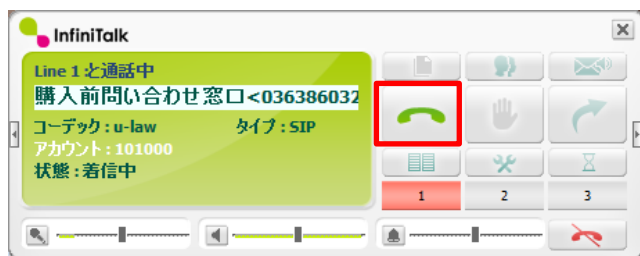 InfiniTalk
Line 1 と通話中
購入前問い合わせ窓口<036386032
コーデック : u-law タイプ : SIP
アカウント : 101000
状態 : 着信中
1 2 3